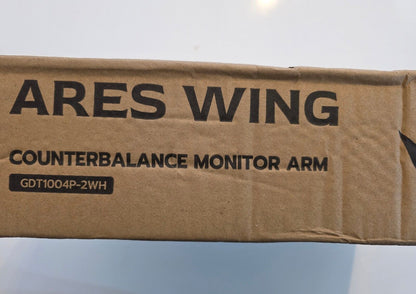 ARES WING
COUNTERBALANCE MONITOR ARM
GDT1004P-2WH